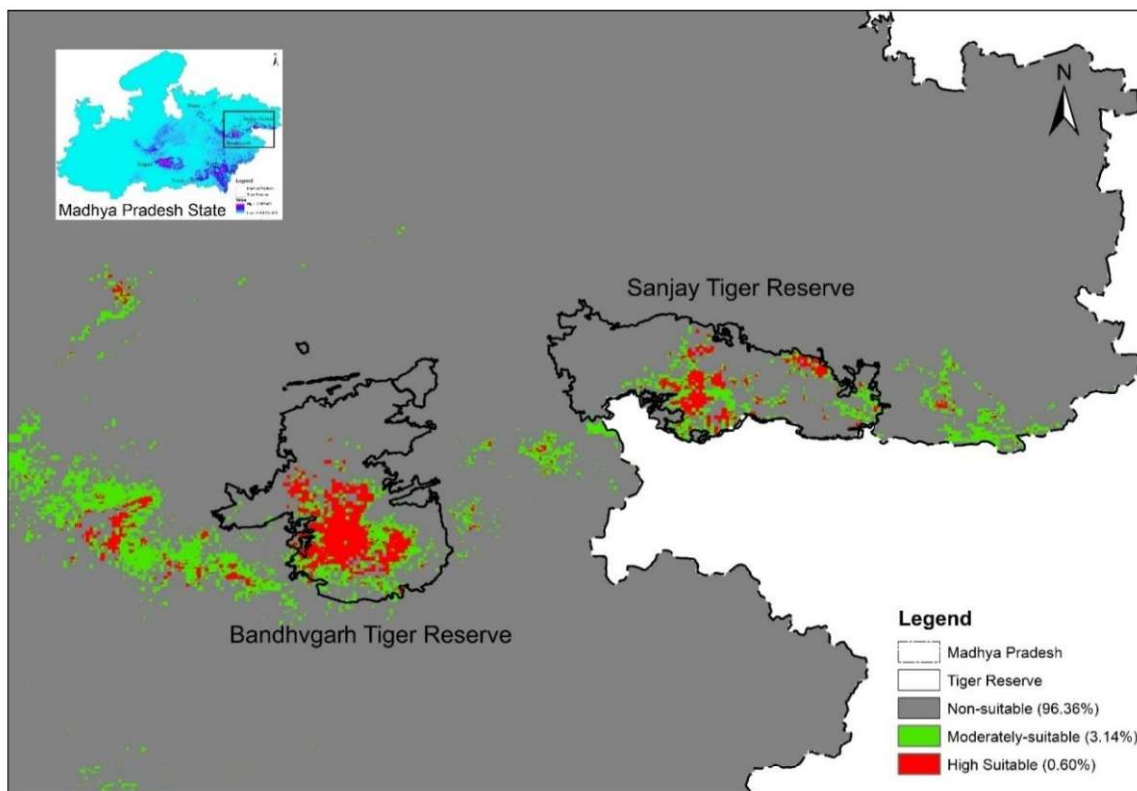 Legend
Madhya Pradesh State
N
Sanjay Tiger Reserve
Bandhvgarh Tiger Reserve
Legend
Madhya Pradesh
Tiger Reserve
Non-suitable (96.36%)
Moderately-suitable (3.14%)
High Suitable (0.60%)